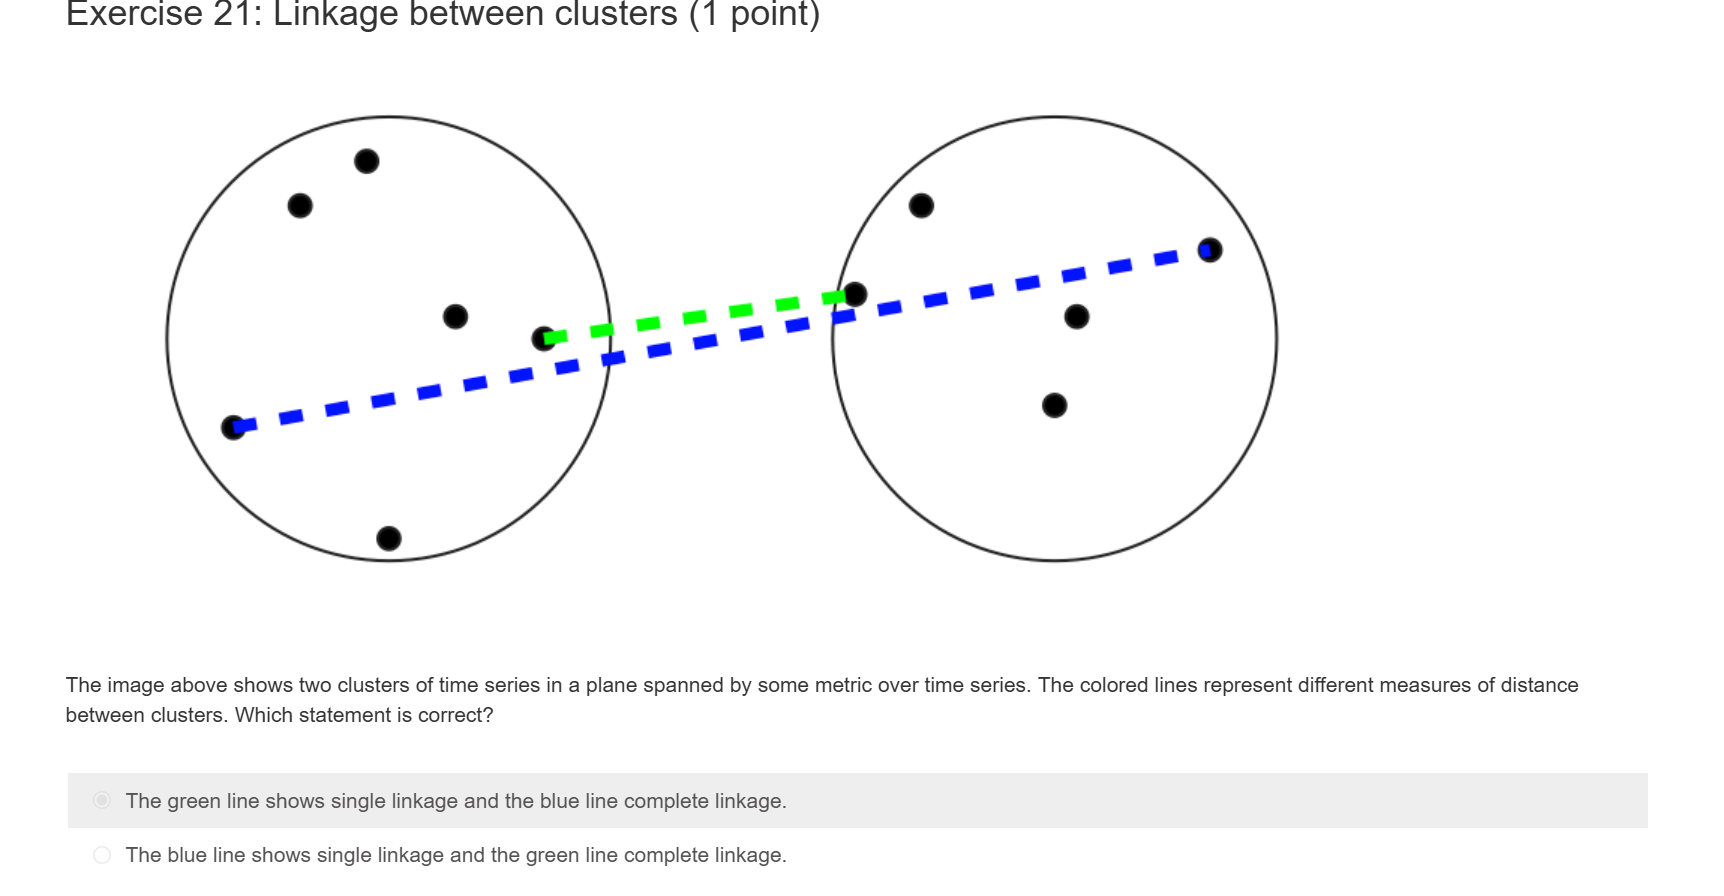 Exercise 21: Linkage between clusters (1 point)
The image above shows two clusters of time series in a plane spanned by some metric over time series. The colored lines represent different measures of distance
between clusters. Which statement is correct?
The green line shows single linkage and the blue line complete linkage.
The blue line shows single linkage and the green line complete linkage.